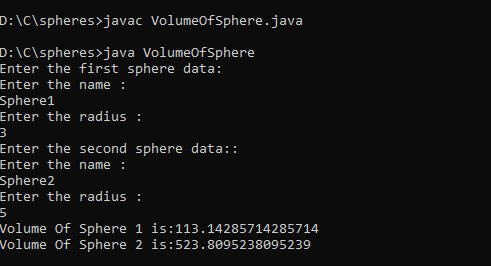 D:\C\spheres>javac VolumeOfSphere.java
D:\C\spheres>java VolumeOfSphere
Enter the first sphere data:
Enter the name :
Sphere1
Enter the radius :
3
Enter the second sphere data::
Enter the name :
Sphere2
Enter the radius :
5
Volume Of Sphere 1 is:113.14285714285714
Volume Of Sphere 2 is:523.8095238095239